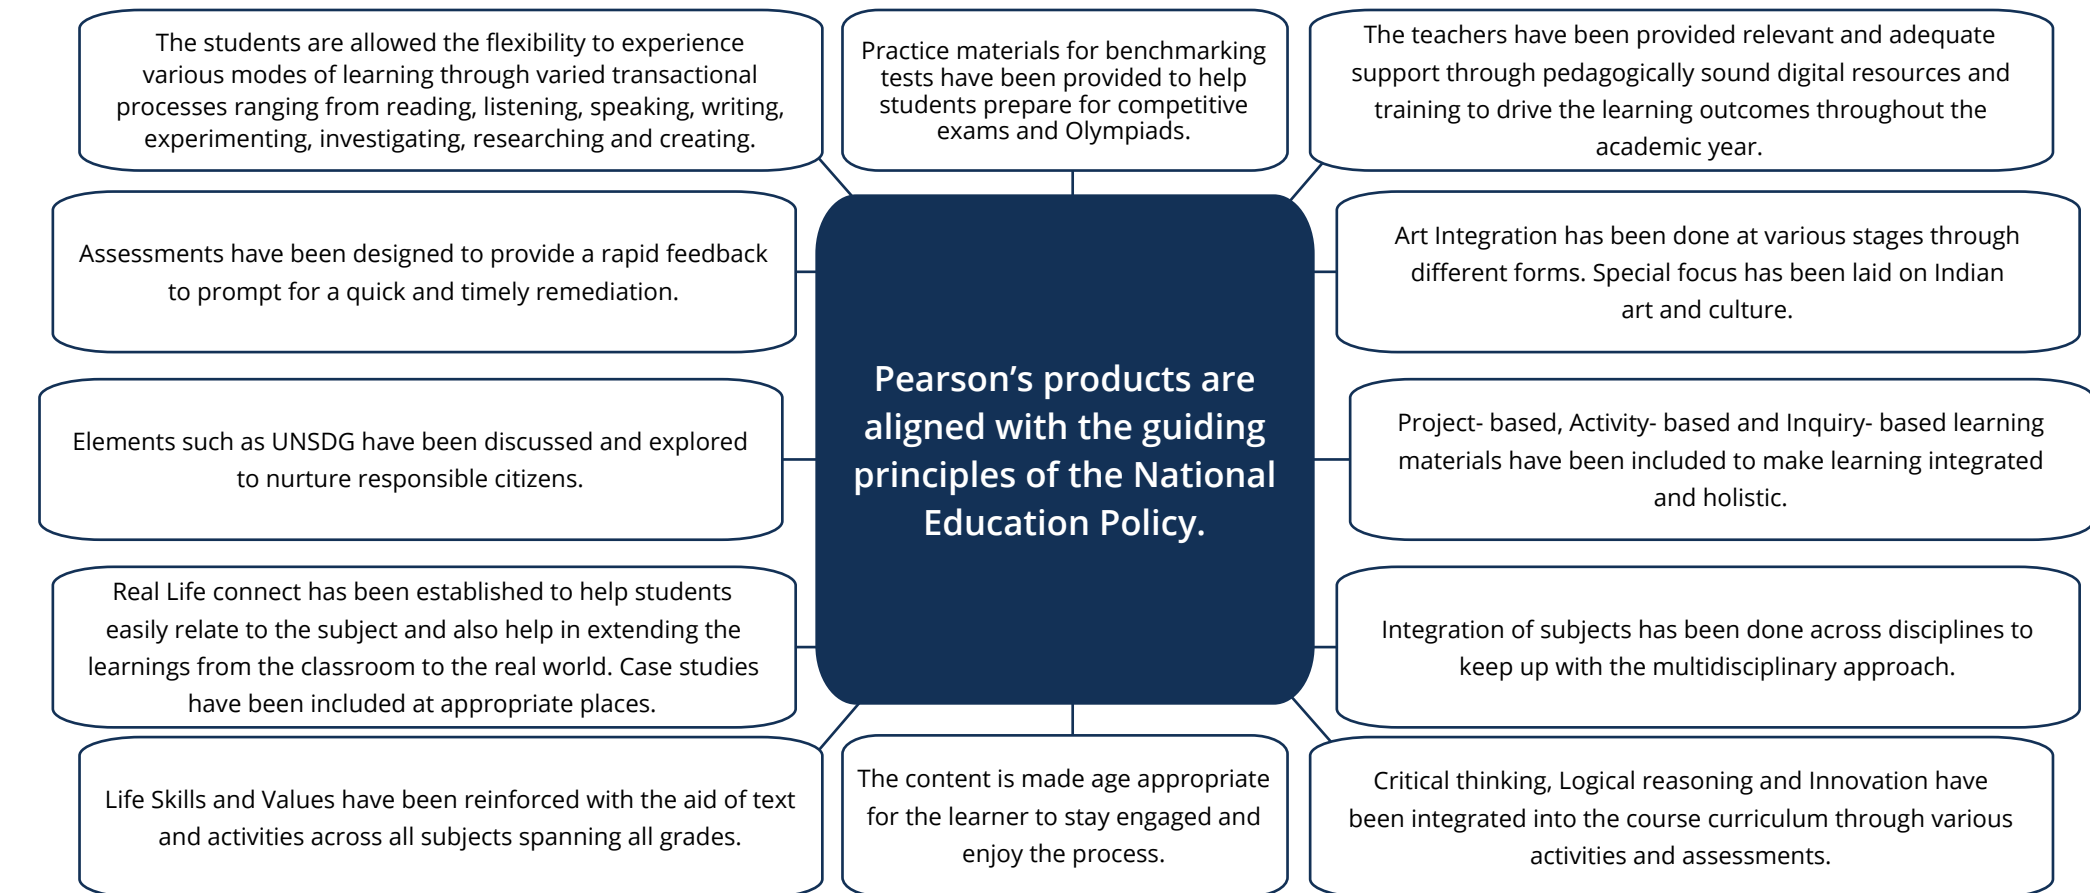 The students are allowed the flexibility to experience
various modes of learning through varied transactional
processes ranging from reading, listening, speaking, writing,
experimenting, investigating, researching and creating.
Practice materials for benchmarking
tests have been provided to help
students prepare for competitive
exams and Olympiads.
The teachers have been provided relevant and adequate
support through pedagogically sound digital resources and
training to drive the learning outcomes throughout the
academic year.
Assessments have been designed to provide a rapid feedback
to prompt for a quick and timely remediation.
Art Integration has been done at various stages through
different forms. Special focus has been laid on Indian
art and culture.
Pearson’s products are
aligned with the guiding
principles of the National
Education Policy.
Elements such as UNSDG have been discussed and explored
to nurture responsible citizens.
Project- based, Activity- based and Inquiry- based learning
materials have been included to make learning integrated
and holistic.
Real Life connect has been established to help students
easily relate to the subject and also help in extending the
learnings from the classroom to the real world. Case studies
have been included at appropriate places.
Integration of subjects has been done across disciplines to
keep up with the multidisciplinary approach.
Life Skills and Values have been reinforced with the aid of text
and activities across all subjects spanning all grades.
The content is made age appropriate
for the learner to stay engaged and
enjoy the process.
Critical thinking, Logical reasoning and Innovation have
been integrated into the course curriculum through various
activities and assessments.